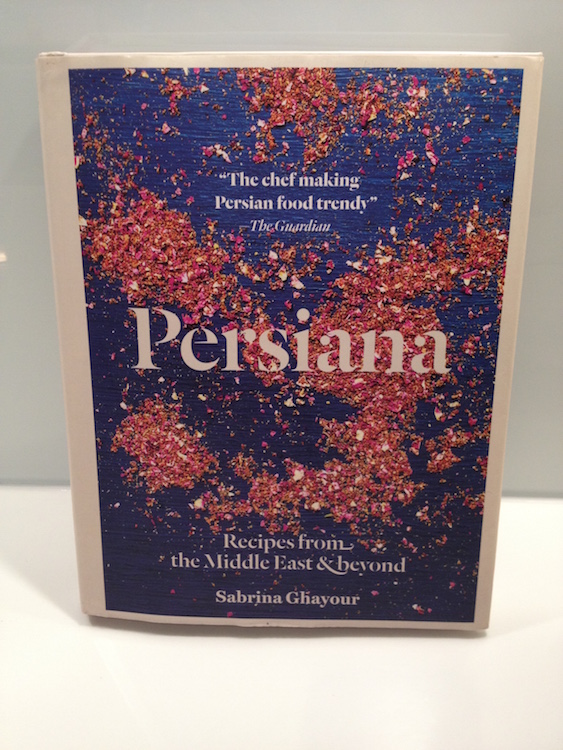 “The chef making
Persian food trendy”
The Guardian
Persiana
Recipes from
the Middle East & beyond
Sabrina Ghayour